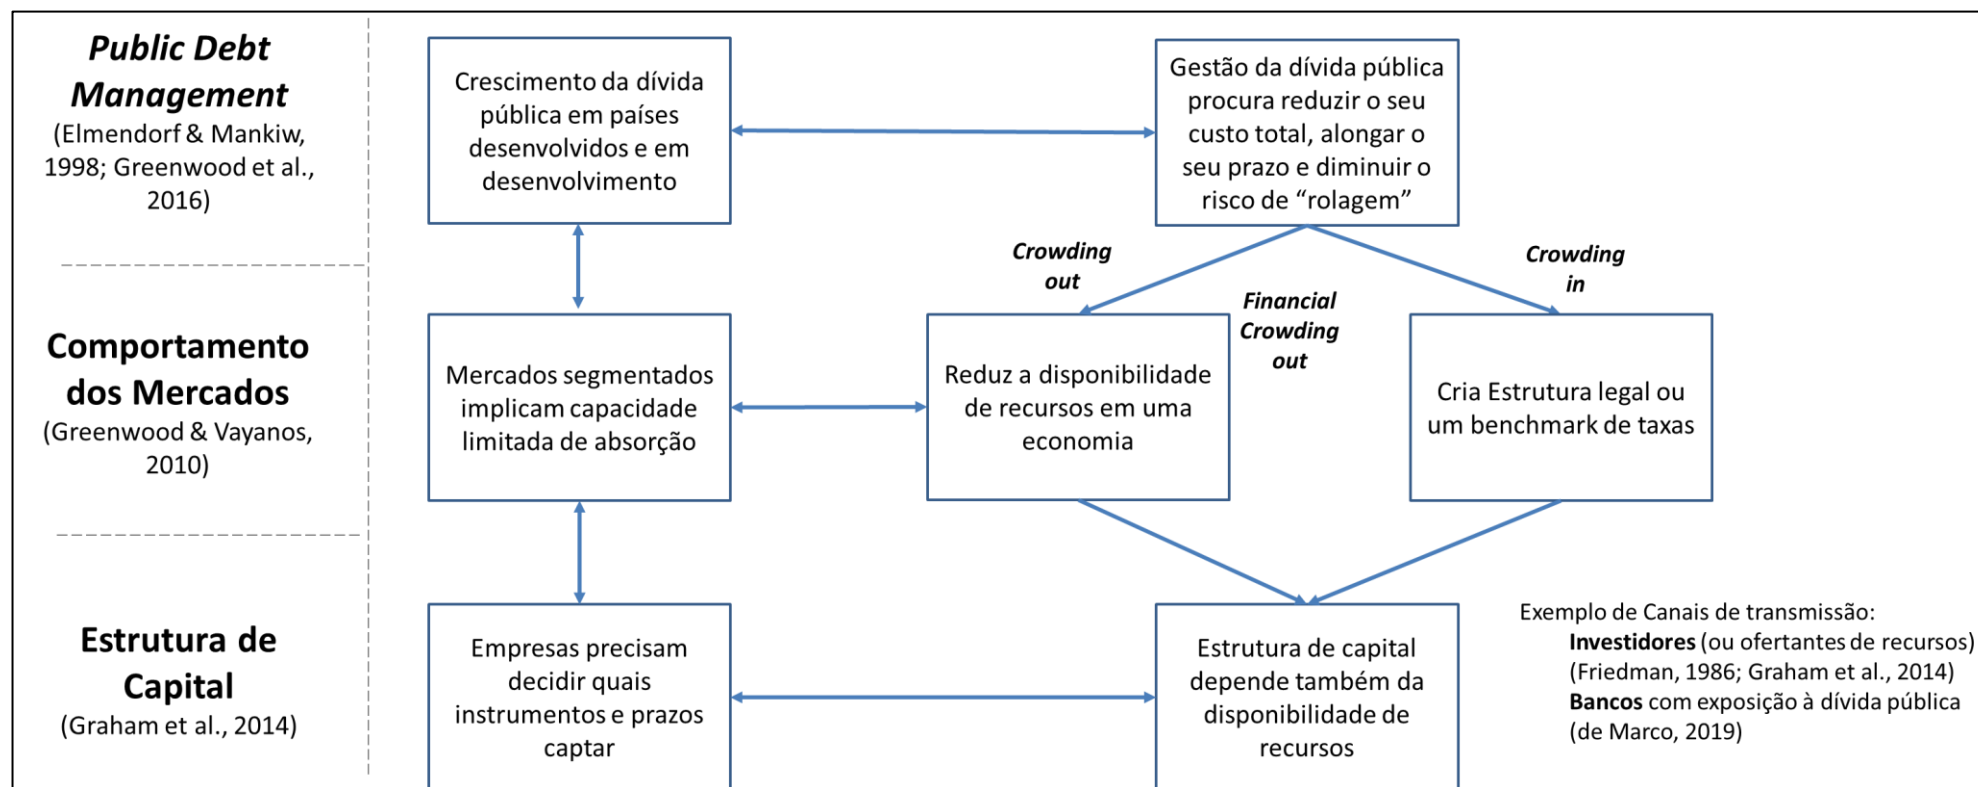 Public Debt
Management
(Elmendorf & Mankiw,
1998; Greenwood et al.,
2016)
Crescimento da dívida
pública em países
desenvolvidos e em
desenvolvimento
Gestão da dívida pública
procura reduzir o seu
custo total, alongar o
seu prazo e diminuir o
risco de “rolagem”
Crowding
out
Financial
Crowding
out
Crowding
in
Comportamento
dos Mercados
(Greenwood & Vayanos,
2010)
Mercados segmentados
implicam capacidade
limitada de absorção
Reduz a disponibilidade
de recursos em uma
economia
Cria Estrutura legal ou
um benchmark de taxas
Estrutura de
Capital
(Graham et al., 2014)
Empresas precisam
decidir quais
instrumentos e prazos
captar
Estrutura de capital
depende também da
disponibilidade de
recursos
Exemplo de Canais de transmissão:
Investidores (ou ofertantes de recursos)
(Friedman, 1986; Graham et al., 2014)
Bancos com exposição à dívida pública
(de Marco, 2019)